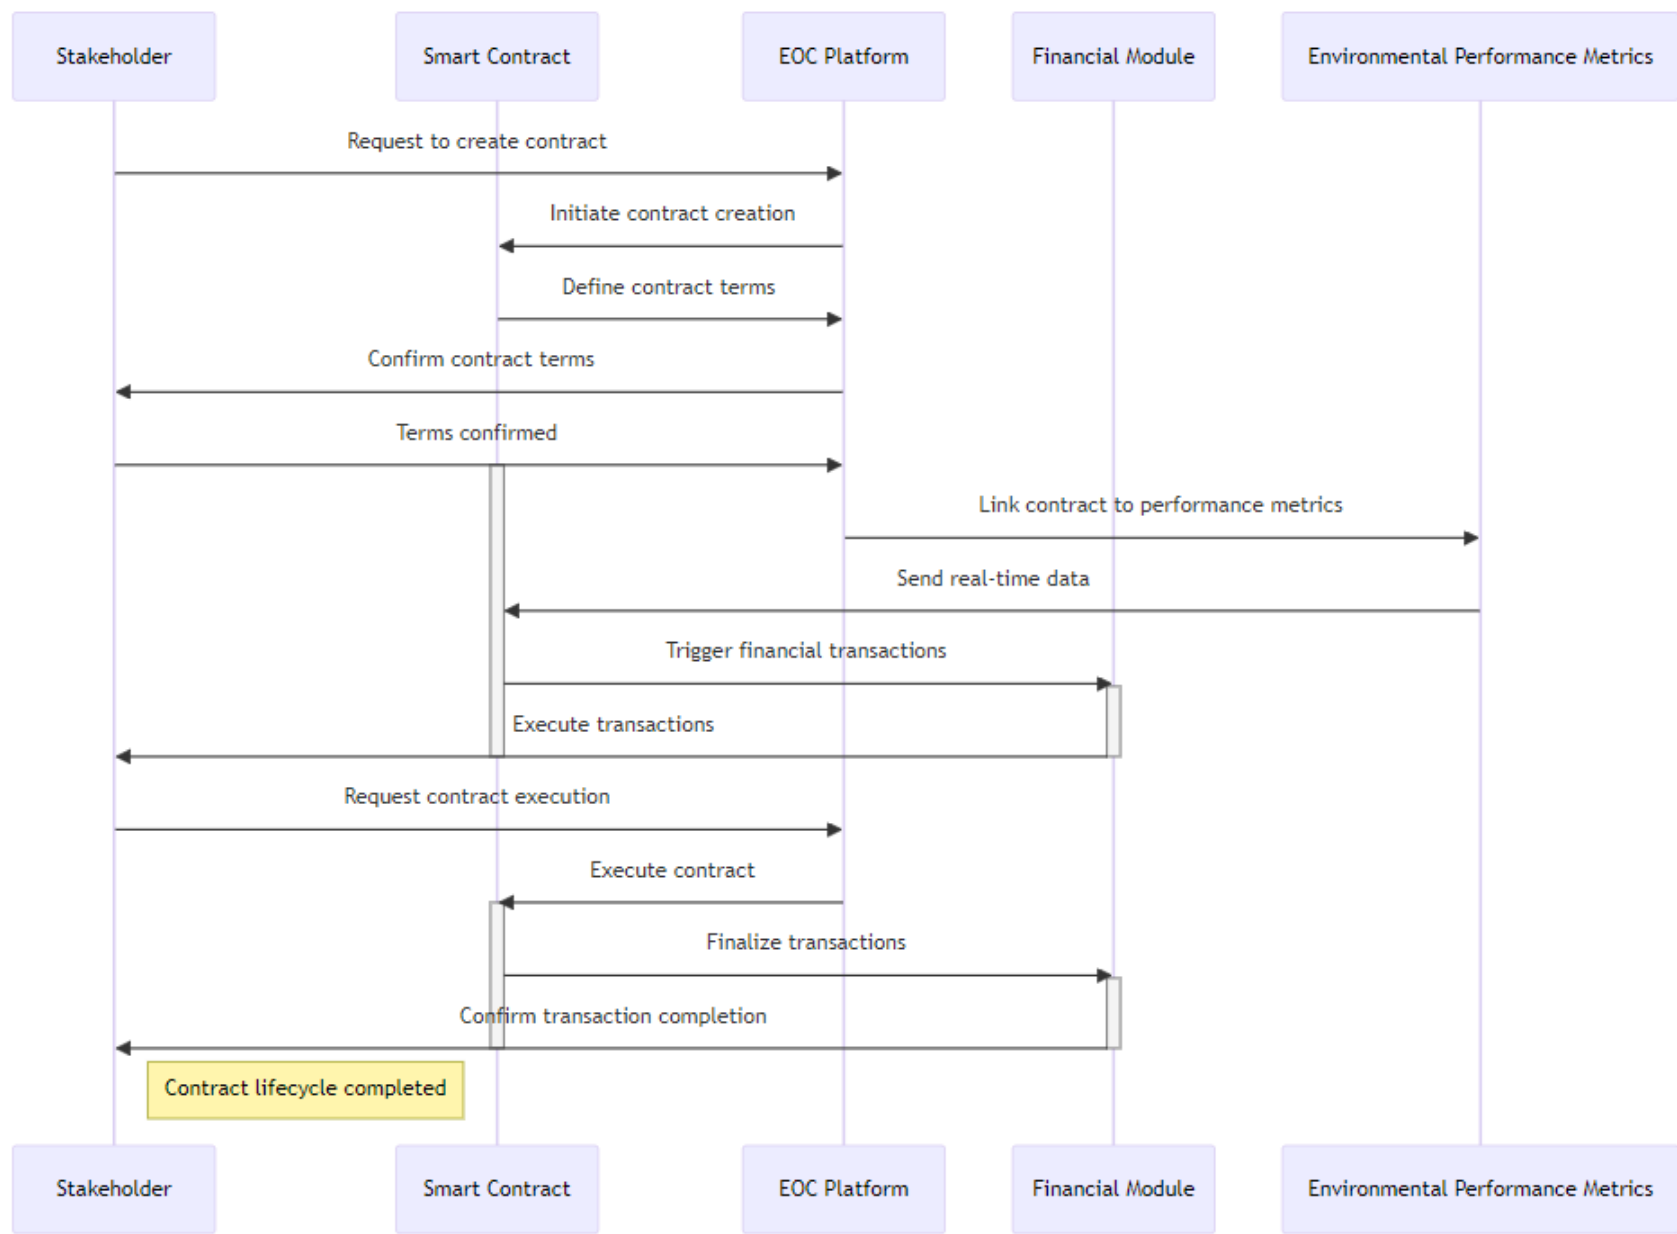 Stakeholder
Smart Contract
EOC Platform
Financial Module
Environmental Performance Metrics
Request to create contract
Initiate contract creation
Define contract terms
Confirm contract terms
Terms confirmed
Link contract to performance metrics
Send real-time data
Trigger financial transactions
Execute transactions
Request contract execution
Execute contract
Finalize transactions
Confirm transaction completion
Contract lifecycle completed
Stakeholder
Smart Contract
EOC Platform
Financial Module
Environmental Performance Metrics